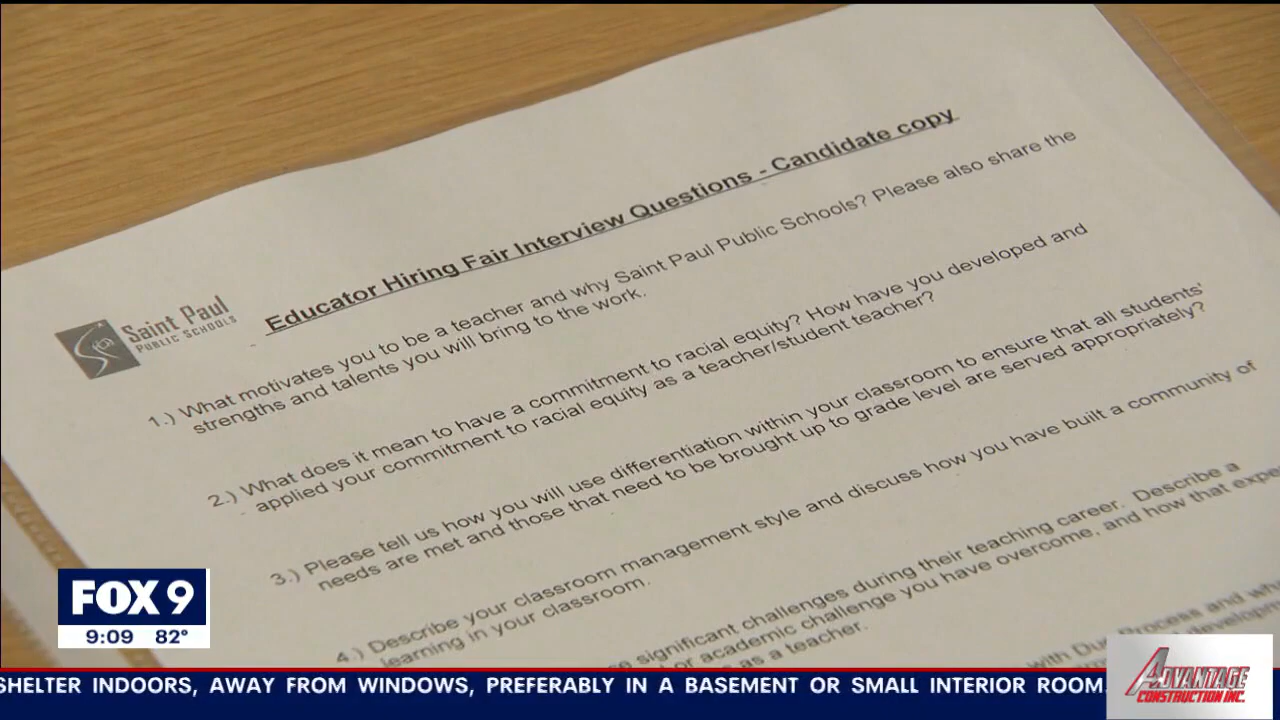 Educator Hiring Fair Interview Questions - Candidate copy
Saint Paul
PUBLIC SCHOOLS
1.) What motivates you to be a teacher and why Saint Paul Public Schools? Please also share the
strengths and talents you will bring to the work.
2.) What does it mean to have a commitment to racial equity? How have you developed and
applied your commitment to racial equity as a teacher/student teacher?
3.) Please tell us how you will use differentiation within your classroom to ensure that all students'
needs are met and those that need to be brought up to grade level are served appropriately?
4.) Describe your classroom management style and discuss how you have built a community of
learning in your classroom.
significant challenges during their teaching career. Describe a
or academic challenge you have overcome, and how that expe
as a teacher.
with Due Process and
FOX 9
9:09 82°
SHELTER INDOORS, AWAY FROM WINDOWS, PREFERABLY IN A BASEMENT OR SMALL INTERIOR ROOM.
ADVANTAGE
CONSTRUCTION INC.